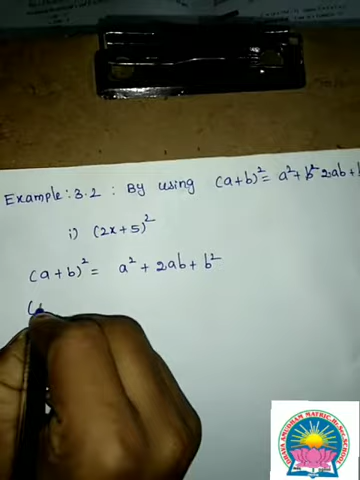 Example: 3.2 : By using (a+b)² = a² + b² 2ab +
i) (2x+5)²
(a+b)² = a² + 2ab + b²
(